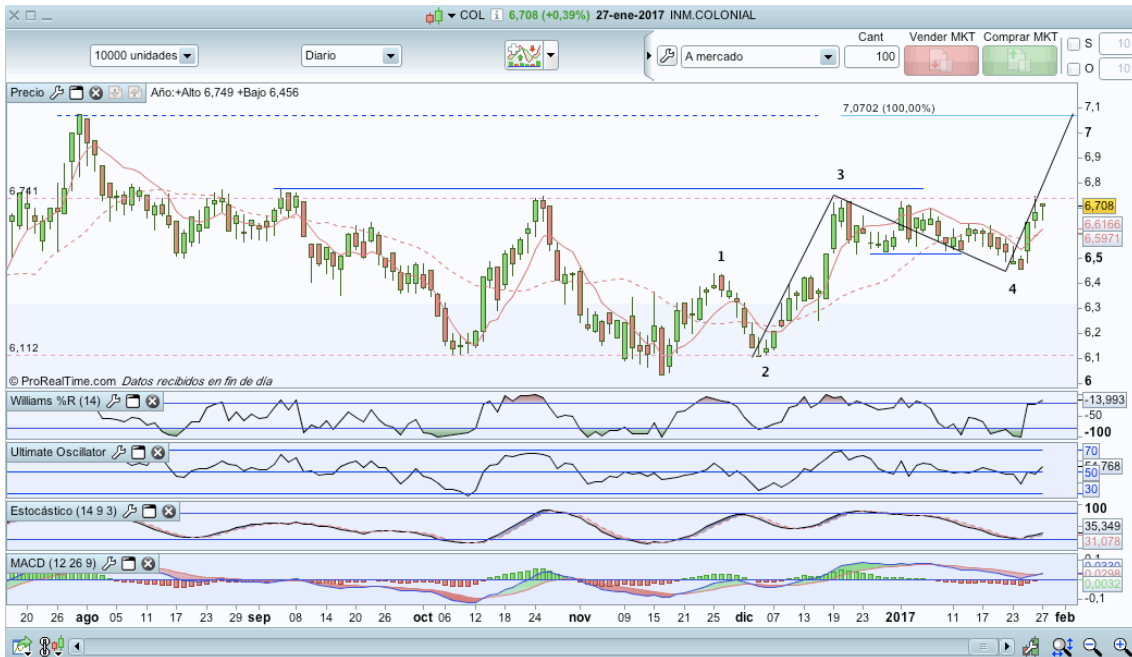 COL 6,708 (+0,39%) 27-ene-2017 INM.COLONIAL
10000 unidades
Diario
A mercado
Cant
100
Vender MKT
Comprar MKT
S
10
O
10
Precio
Año:+Alto 6,749 +Bajo 6,456
7,0702 (100,00%)
7,1
7
6,9
6,8
6,741
6,708
6,6166
6,5971
6,5
6,4
6,3
6,2
6,112
6,1
6
1
2
3
4
© ProRealTime.com Datos recibidos en fin de día
Williams %R (14)
-13,993
-50
-100
Ultimate Oscillator
70
50
30
Estocástico (14 9 3)
100
35,349
31,078
MACD (12 26 9)
0,1
0,0330
0,0298
0,0032
-0,1
20 26 ago 05 11 17 23 sep 08 14 20 26 oct 06 12 18 24 nov 09 15 21 25 dic 07 13 19 23 2017 11 17 23 27 feb